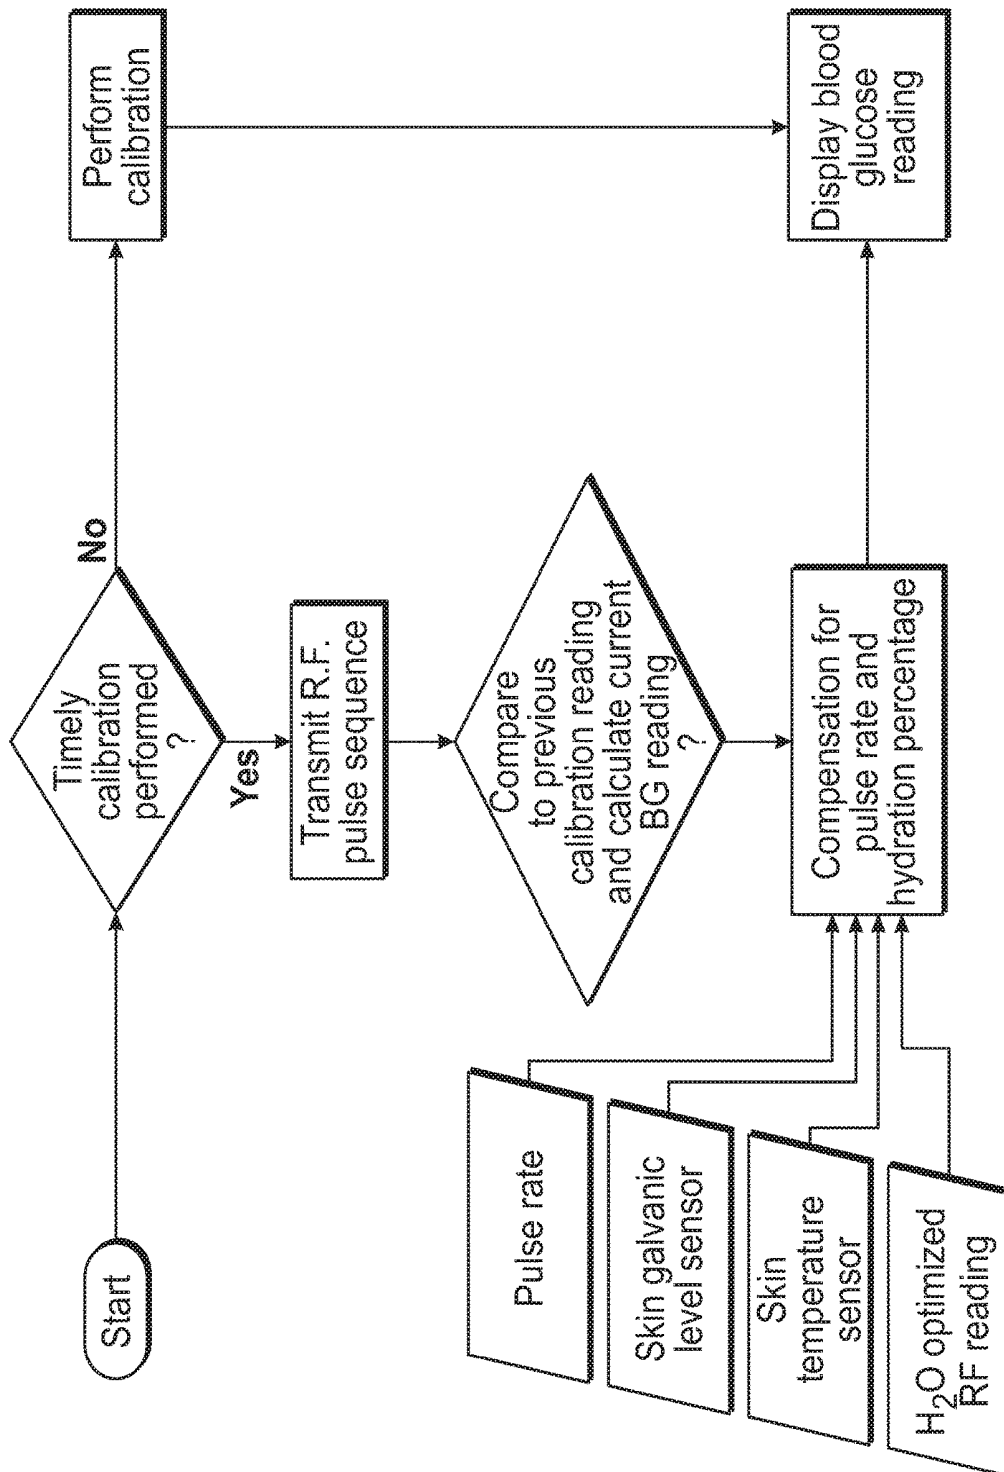 Start
Timely
calibration
performed
?
No
Perform
calibration
Yes
Transmit R.F.
pulse sequence
Compare
to previous
calibration reading
and calculate current
BG reading
?
Pulse rate
Skin galvanic
level sensor
Skin
temperature
sensor
H₂O optimized
RF reading
Compensation for
pulse rate and
hydration percentage
Display blood
glucose
reading